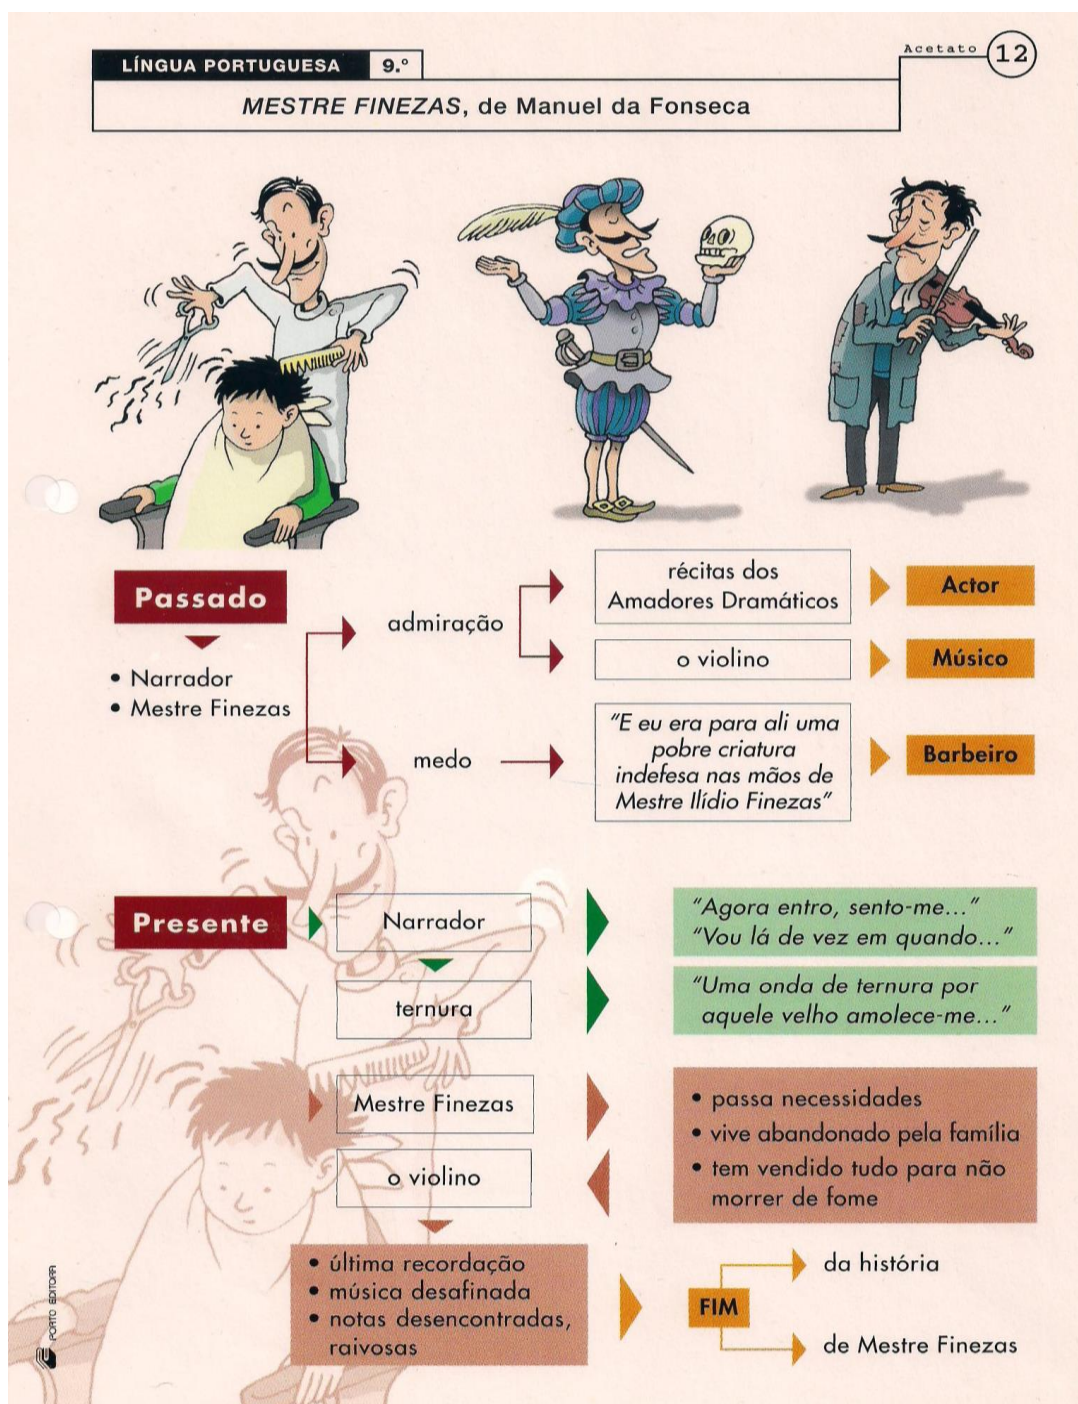 Acetato 12
LÍNGUA PORTUGUESA 9.º
MESTRE FINEZAS, de Manuel da Fonseca
Passado
• Narrador
• Mestre Finezas
admiração
récitas dos
Amadores Dramáticos
Actor
o violino
Músico
medo
"E eu era para ali uma
pobre criatura
indefesa nas mãos de
Mestre Ilídio Finezas"
Barbeiro
Presente
Narrador
"Agora entro, sento-me..."
"Vou lá de vez em quando..."
ternura
"Uma onda de ternura por
aquele velho amolece-me..."
Mestre Finezas
• passa necessidades
• vive abandonado pela família
• tem vendido tudo para não
morrer de fome
o violino
• última recordação
• música desafinada
• notas desencontradas,
raivosas
FIM
da história
de Mestre Finezas
PORTO EDITORA